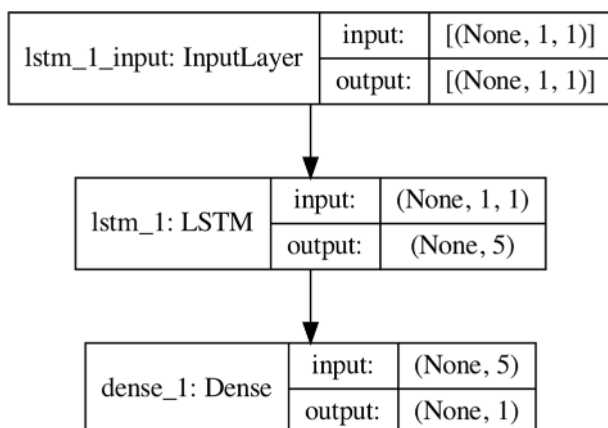 lstm_1_input: InputLayer
input: [(None, 1, 1)]
output: [(None, 1, 1)]
lstm_1: LSTM
input: (None, 1, 1)
output: (None, 5)
dense_1: Dense
input: (None, 5)
output: (None, 1)